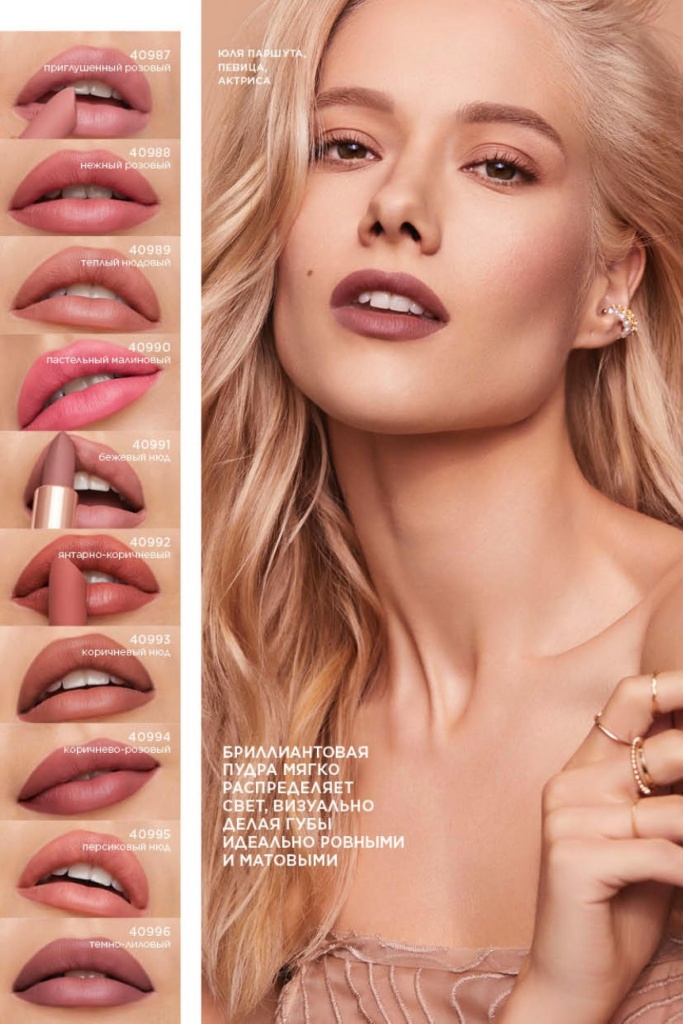 40987
приглушенный розовый
40988
нежный розовый
40989
теплый нюдовый
40990
пастельный малиновый
40991
бежевый нюд
40992
янтарно-коричневый
40993
коричневый нюд
40994
коричнево-розовый
40995
персиковый нюд
40996
темно-лиловый
ЮЛЯ ПАРШУТА,
ПЕВИЦА,
АКТРИСА
БРИЛЛИАНТОВАЯ
ПУДРА МЯГКО
РАСПРЕДЕЛЯЕТ
СВЕТ, ВИЗУАЛЬНО
ДЕЛАЯ ГУБЫ
ИДЕАЛЬНО РОВНЫМИ
И МАТОВЫМИ